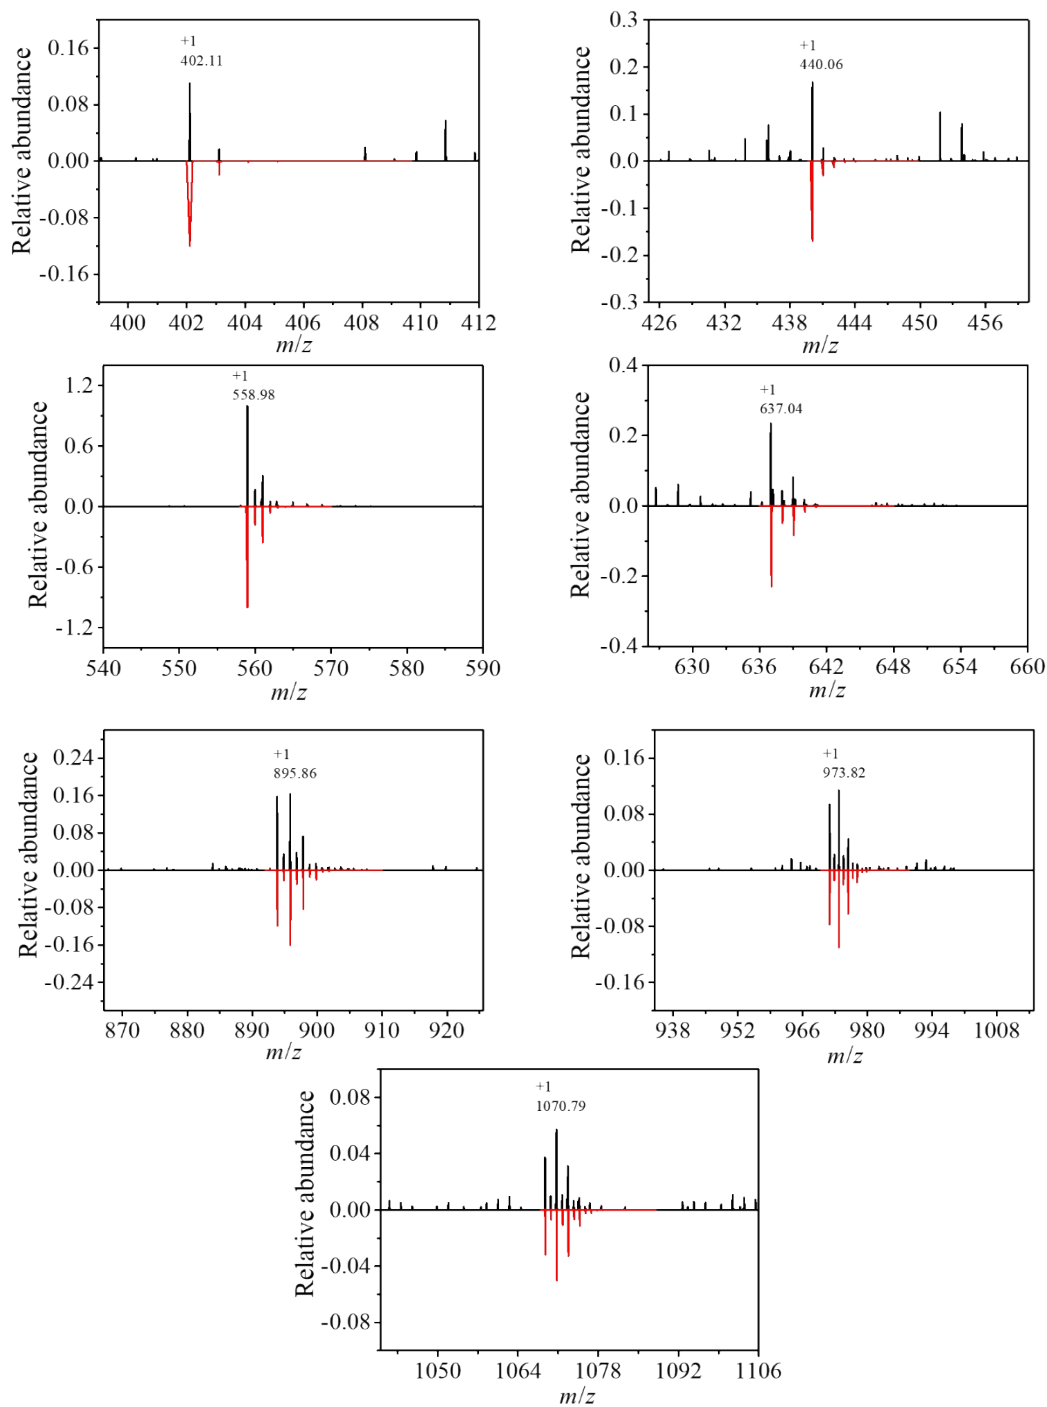 +1
402.11
Relative abundance
0.16
0.08
0.00
-0.08
-0.16
400 402 404 406 408 410 412
m/z
+1
440.06
Relative abundance
0.3
0.2
0.1
0.0
-0.1
-0.2
-0.3
426 432 438 444 450 456
m/z
+1
558.98
Relative abundance
1.2
0.6
0.0
-0.6
-1.2
540 550 560 570 580 590
m/z
+1
637.04
Relative abundance
0.4
0.2
0.0
-0.2
-0.4
630 636 642 648 654 660
m/z
+1
895.86
Relative abundance
0.24
0.16
0.08
0.00
-0.08
-0.16
-0.24
870 880 890 900 910 920
m/z
+1
973.82
Relative abundance
0.16
0.08
0.00
-0.08
-0.16
938 952 966 980 994 1008
m/z
+1
1070.79
Relative abundance
0.08
0.04
0.00
-0.04
-0.08
1050 1064 1078 1092 1106
m/z